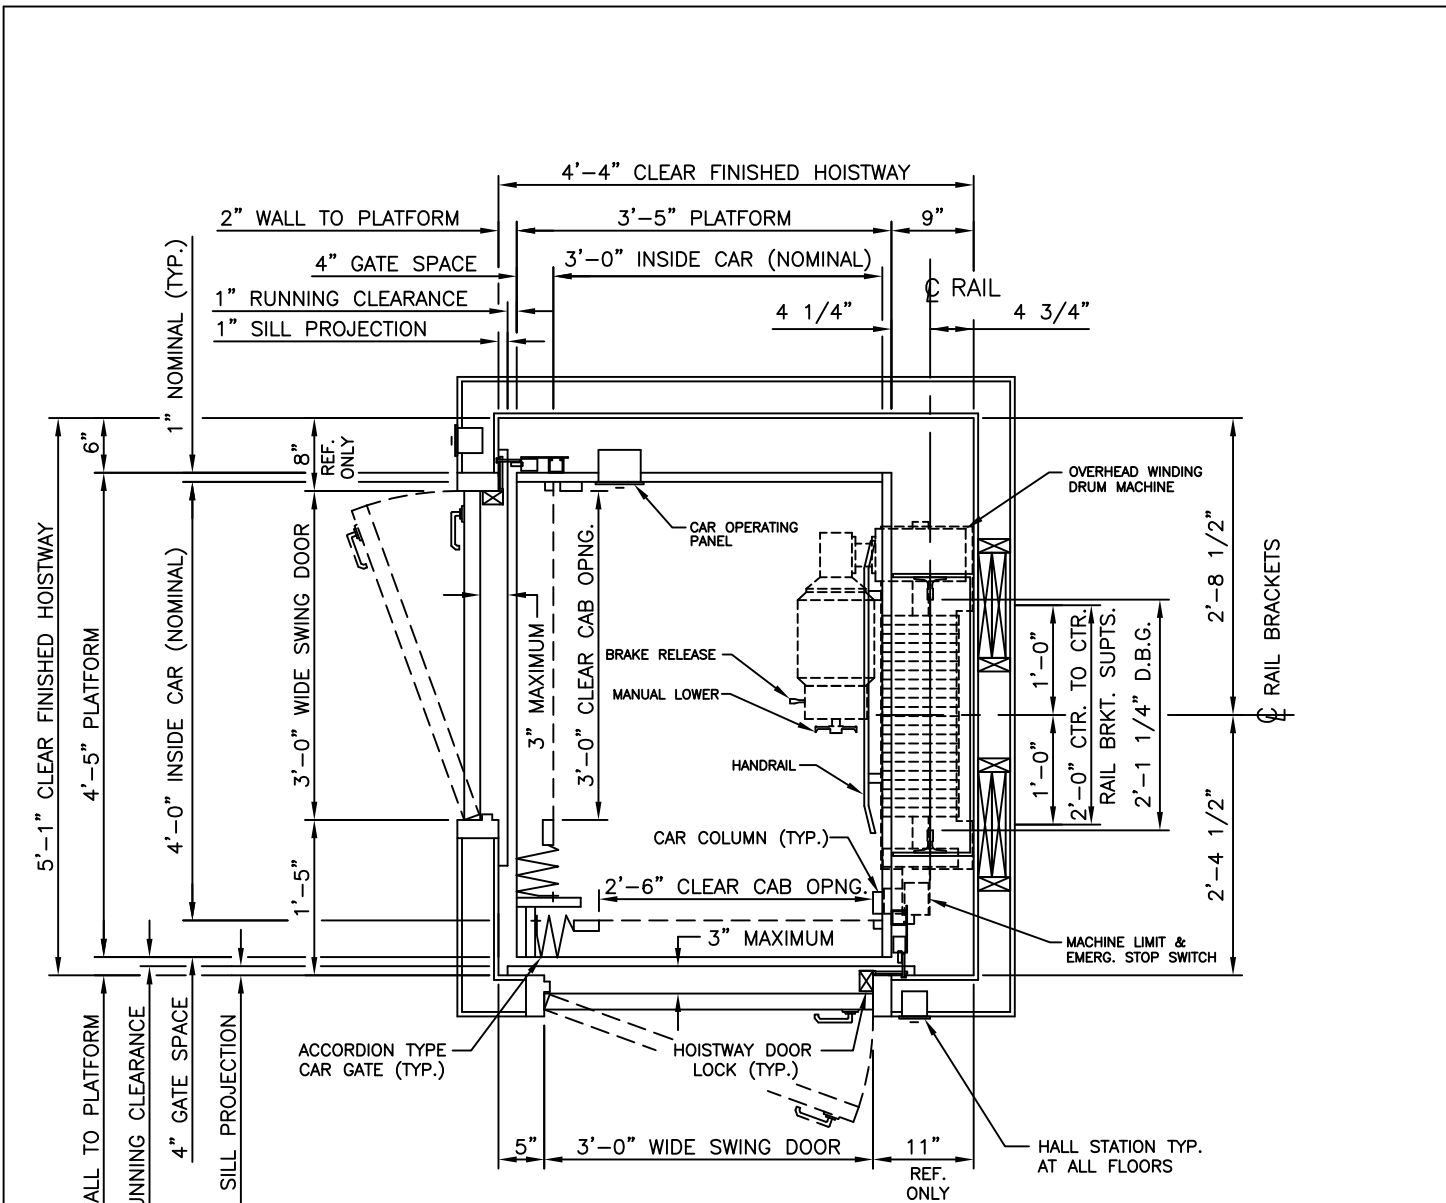 4'-4" CLEAR FINISHED HOISTWAY
2" WALL TO PLATFORM
3'-5" PLATFORM
9"
4" GATE SPACE
3'-0" INSIDE CAR (NOMINAL)
1" RUNNING CLEARANCE
℄ RAIL
1" SILL PROJECTION
4 1/4"
4 3/4"
1" NOMINAL (TYP.)
6"
8"
REF.
ONLY
5'-1" CLEAR FINISHED HOISTWAY
4'-5" PLATFORM
4'-0" INSIDE CAR (NOMINAL)
3'-0" WIDE SWING DOOR
1'-5"
3" MAXIMUM
3'-0" CLEAR CAB OPNG.
CAR OPERATING
PANEL
OVERHEAD WINDING
DRUM MACHINE
BRAKE RELEASE
MANUAL LOWER
HANDRAIL
CAR COLUMN (TYP.)
2'-6" CLEAR CAB OPNG.
3" MAXIMUM
1'-0"
1'-0"
2'-0" CTR. TO CTR.
RAIL BRKT. SUPTS.
2'-1 1/4" D.B.G.
2'-8 1/2"
2'-4 1/2"
℄ RAIL BRACKETS
MACHINE LIMIT &
EMERG. STOP SWITCH
ALL TO PLATFORM
UNNING CLEARANCE
4" GATE SPACE
SILL PROJECTION
ACCORDION TYPE
CAR GATE (TYP.)
HOISTWAY DOOR
LOCK (TYP.)
5"
3'-0" WIDE SWING DOOR
11"
REF.
ONLY
HALL STATION TYP.
AT ALL FLOORS